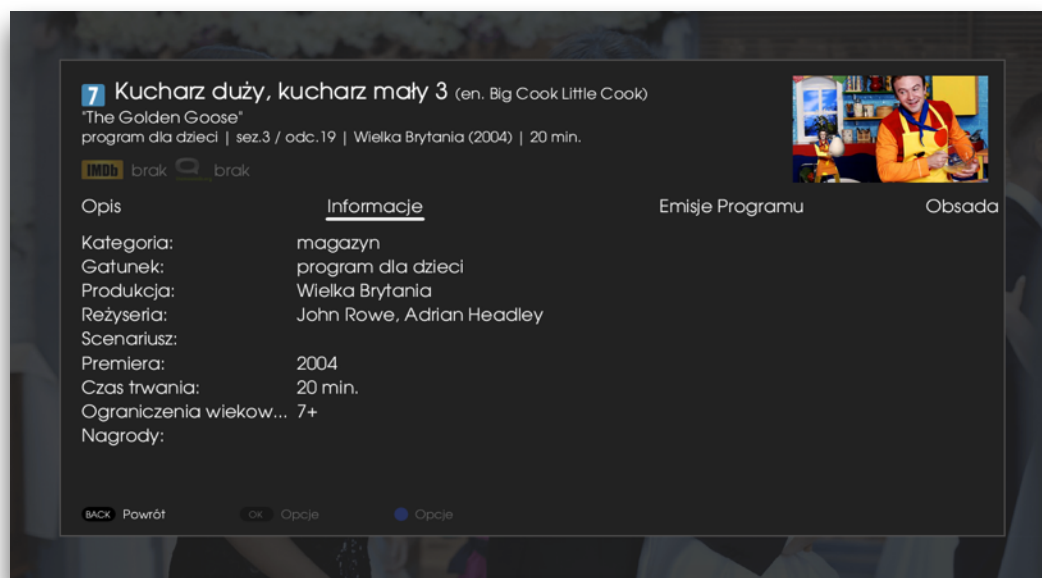 7 Kucharz duży, kucharz mały 3 (en. Big Cook Little Cook)
"The Golden Goose"
program dla dzieci | sez.3 / odc.19 | Wielka Brytania (2004) | 20 min.
IMDb brak brak
Opis Informacje Emisje Programu Obsada
Kategoria: magazyn
Gatunek: program dla dzieci
Produkcja: Wielka Brytania
Reżyseria: John Rowe, Adrian Headley
Scenariusz:
Premiera: 2004
Czas trwania: 20 min.
Ograniczenia wiekow... 7+
Nagrody:
BACK Powrót OK Opcje Opcje